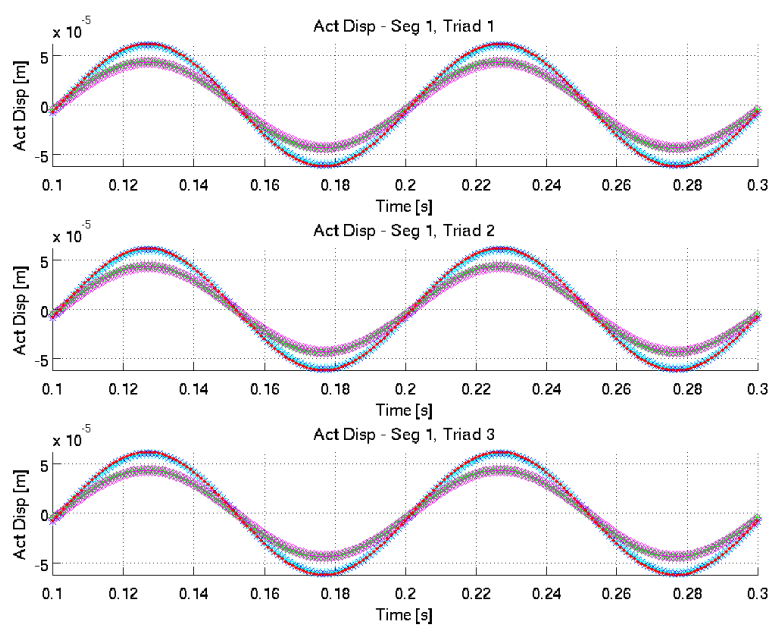 Act Disp - Seg 1, Triad 1
x 10^-5
5
0
-5
Act Disp [m]
0.1 0.12 0.14 0.16 0.18 0.2 0.22 0.24 0.26 0.28 0.3
Time [s]
Act Disp - Seg 1, Triad 2
x 10^-5
5
0
-5
Act Disp [m]
0.1 0.12 0.14 0.16 0.18 0.2 0.22 0.24 0.26 0.28 0.3
Time [s]
Act Disp - Seg 1, Triad 3
x 10^-5
5
0
-5
Act Disp [m]
0.1 0.12 0.14 0.16 0.18 0.2 0.22 0.24 0.26 0.28 0.3
Time [s]